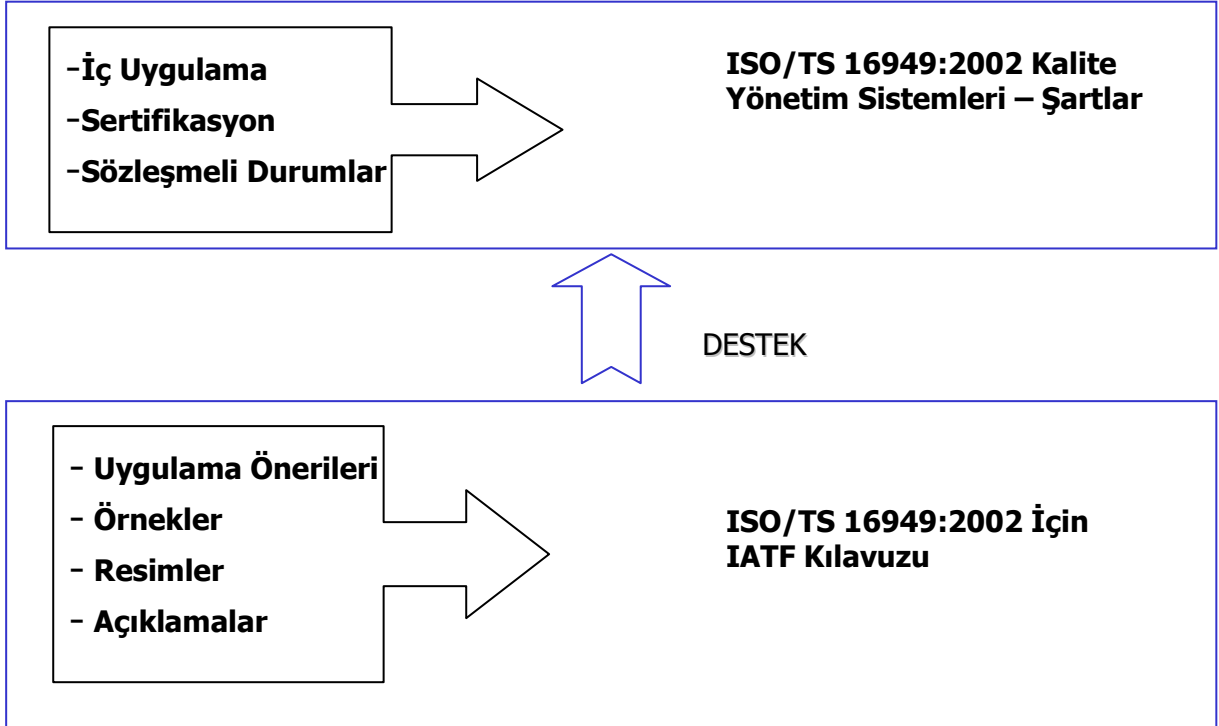 -İç Uygulama
-Sertifikasyon
-Sözleşmeli Durumlar
ISO/TS 16949:2002 Kalite
Yönetim Sistemleri – Şartlar
DESTEK
- Uygulama Önerileri
- Örnekler
- Resimler
- Açıklamalar
ISO/TS 16949:2002 İçin
IATF Kılavuzu